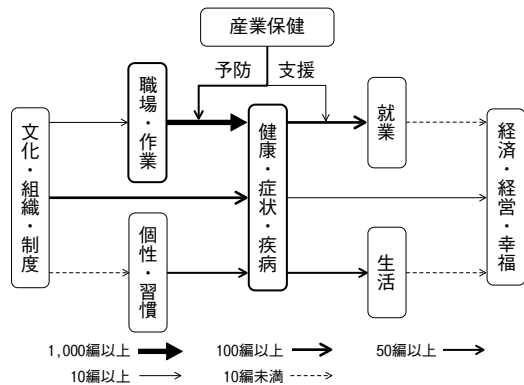 産業保健
予防
支援
職場・作業
就業
文化・組織・制度
健康・症状・疾病
経済・経営・幸福
個性・習慣
生活
1,000編以上
100編以上
50編以上
10編以上
10編未満